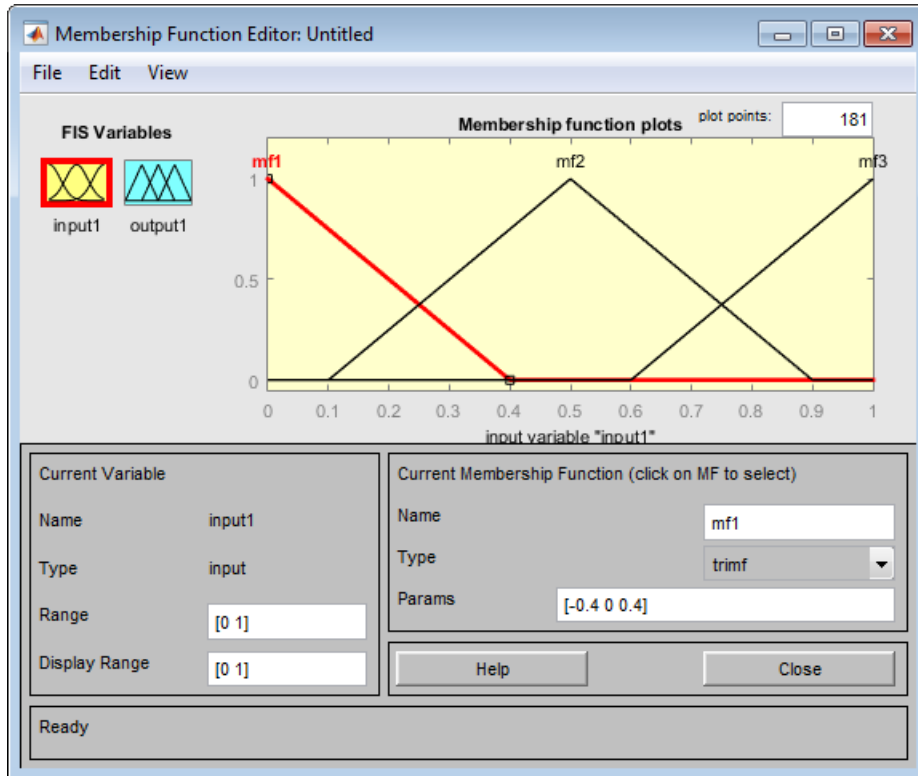 Membership Function Editor: Untitled
File Edit View
FIS Variables
input1 output1
Membership function plots
plot points: 181
mf1 mf2 mf3
1
0.5
0
0 0.1 0.2 0.3 0.4 0.5 0.6 0.7 0.8 0.9 1
input variable "input1"
Current Variable
Name input1
Type input
Range [0 1]
Display Range [0 1]
Current Membership Function (click on MF to select)
Name mf1
Type trimf
Params [-0.4 0 0.4]
Help Close
Ready